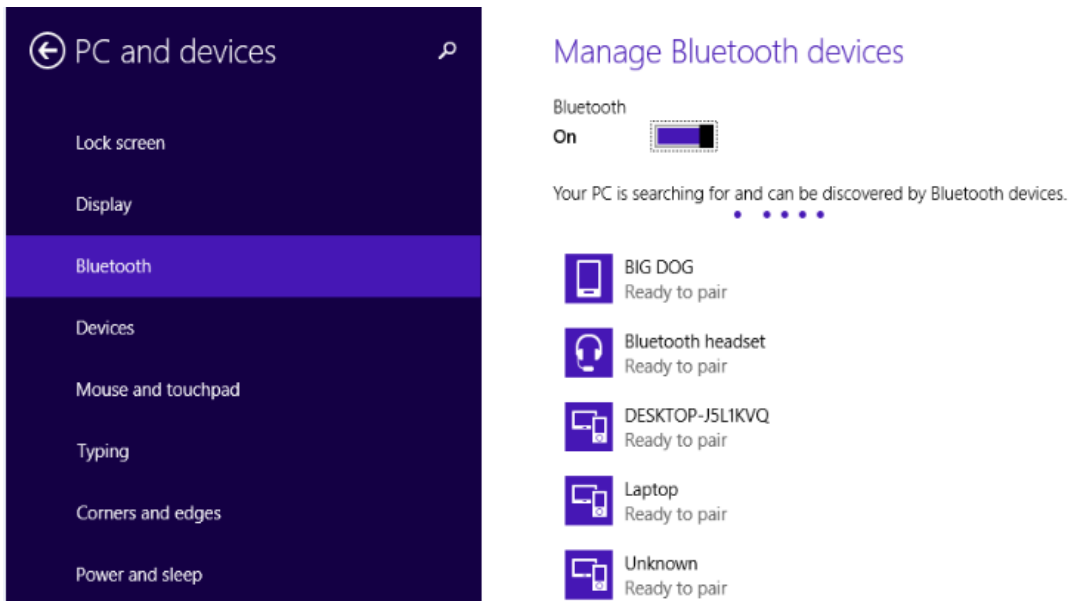 PC and devices
Lock screen
Display
Bluetooth
Devices
Mouse and touchpad
Typing
Corners and edges
Power and sleep
Manage Bluetooth devices
Bluetooth
On
Your PC is searching for and can be discovered by Bluetooth devices.
BIG DOG
Ready to pair
Bluetooth headset
Ready to pair
DESKTOP-J5L1KVQ
Ready to pair
Laptop
Ready to pair
Unknown
Ready to pair